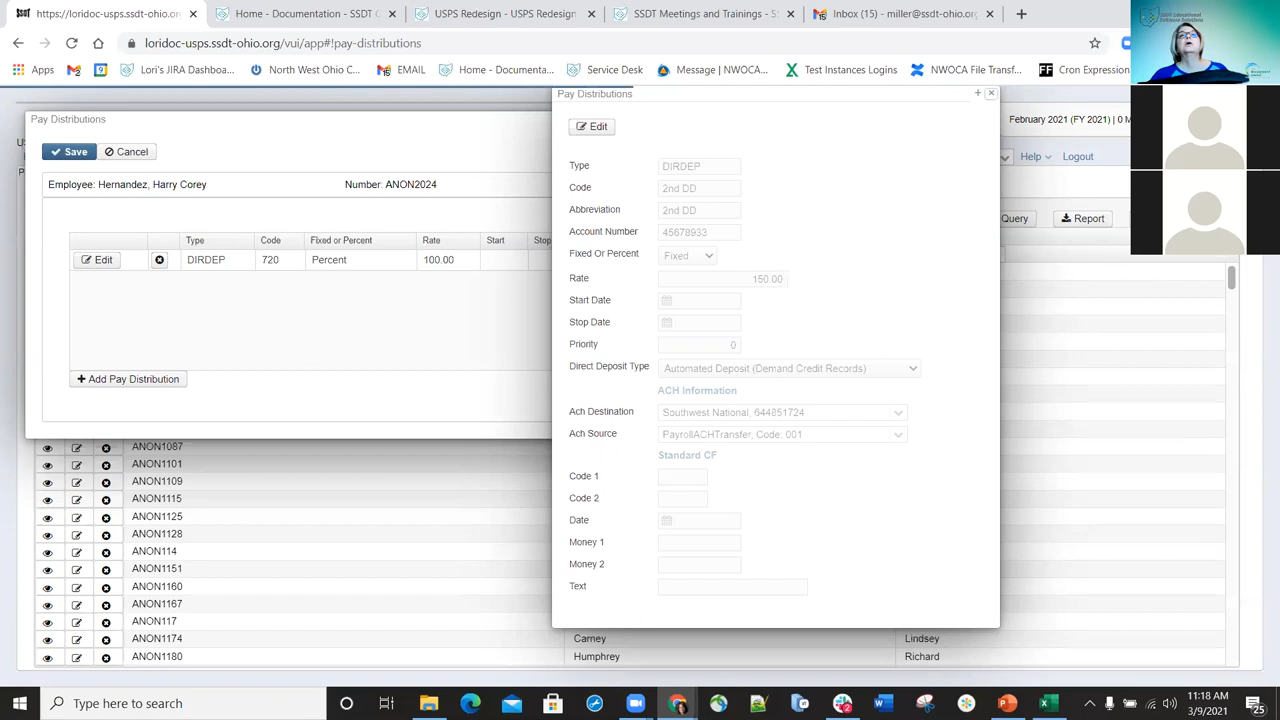 https://loridoc-usps.ssdt-ohio.org
Home - Documentation - SSDT C
USPS Redesign - USPS Redesign
SSDT Meetings and Trainings - S
Inbox (15) - miller@ssdt-ohio.org
loridoc-usps.ssdt-ohio.org/vui/app#!pay-distributions
Apps
Lori's JIRA Dashboa...
North West Ohio C...
EMAIL
Home - Documenta...
Service Desk
Message | NWOCA...
Test Instances Logins
NWOCA File Transf...
Cron Expression
February 2021 (FY 2021) | 0 M
Help
Logout
Query
Report
Pay Distributions
Save
Cancel
Employee: Hernandez, Harry Corey
Number: ANON2024
Type Code Fixed or Percent Rate Start Stop
Edit DIRDEP 720 Percent 100.00
Add Pay Distribution
Pay Distributions
Edit
Type DIRDEP
Code 2nd DD
Abbreviation 2nd DD
Account Number 45678933
Fixed Or Percent Fixed
Rate 150.00
Start Date
Stop Date
Priority 0
Direct Deposit Type Automated Deposit (Demand Credit Records)
ACH Information
Ach Destination Southwest National, 644851724
Ach Source PayrollACHTransfer, Code: 001
Standard CF
Code 1
Code 2
Date
Money 1
Money 2
Text
ANON1087
ANON1101
ANON1109
ANON1115
ANON1125
ANON1128
ANON114
ANON1151
ANON1160
ANON1167
ANON117
ANON1174 Carney Lindsey
ANON1180 Humphrey Richard
Type here to search
11:18 AM
3/9/2021
25